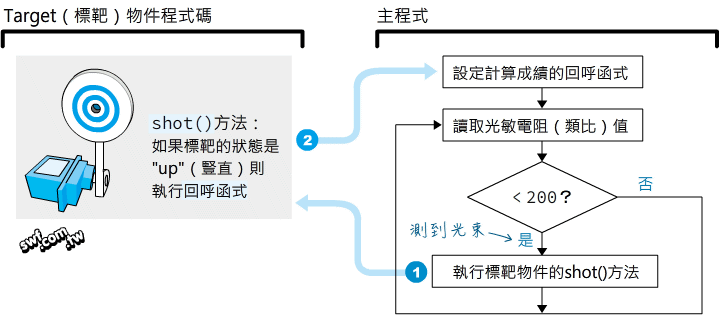 Target（標靶）物件程式碼
shot()方法：
如果標靶的狀態是
"up"（豎直）則
執行回呼函式
swf.com.tw
2
1
主程式
設定計算成績的回呼函式
讀取光敏電阻（類比）值
< 200？
否
測到光束
是
執行標靶物件的shot()方法